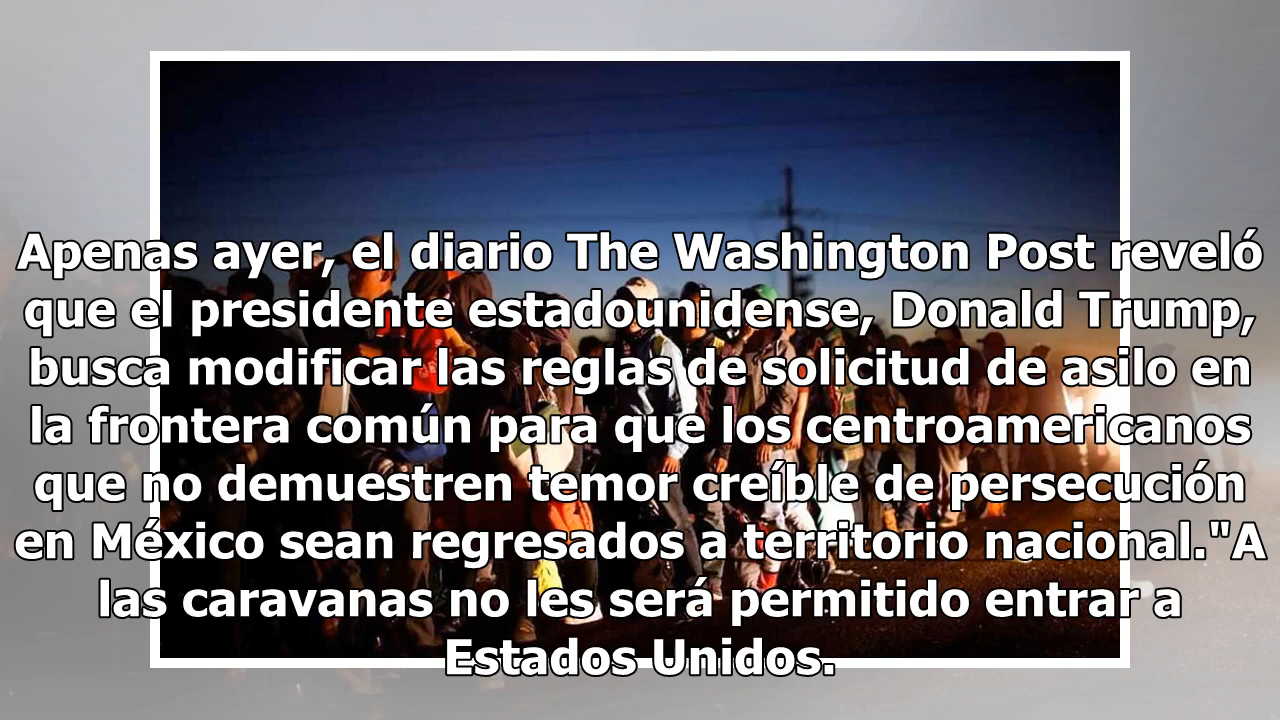 Apenas ayer, el diario The Washington Post reveló
que el presidente estadounidense, Donald Trump,
busca modificar las reglas de solicitud de asilo en
la frontera común para que los centroamericanos
que no demuestren temor creíble de persecución
en México sean regresados a territorio nacional."A
las caravanas no les será permitido entrar a
Estados Unidos.